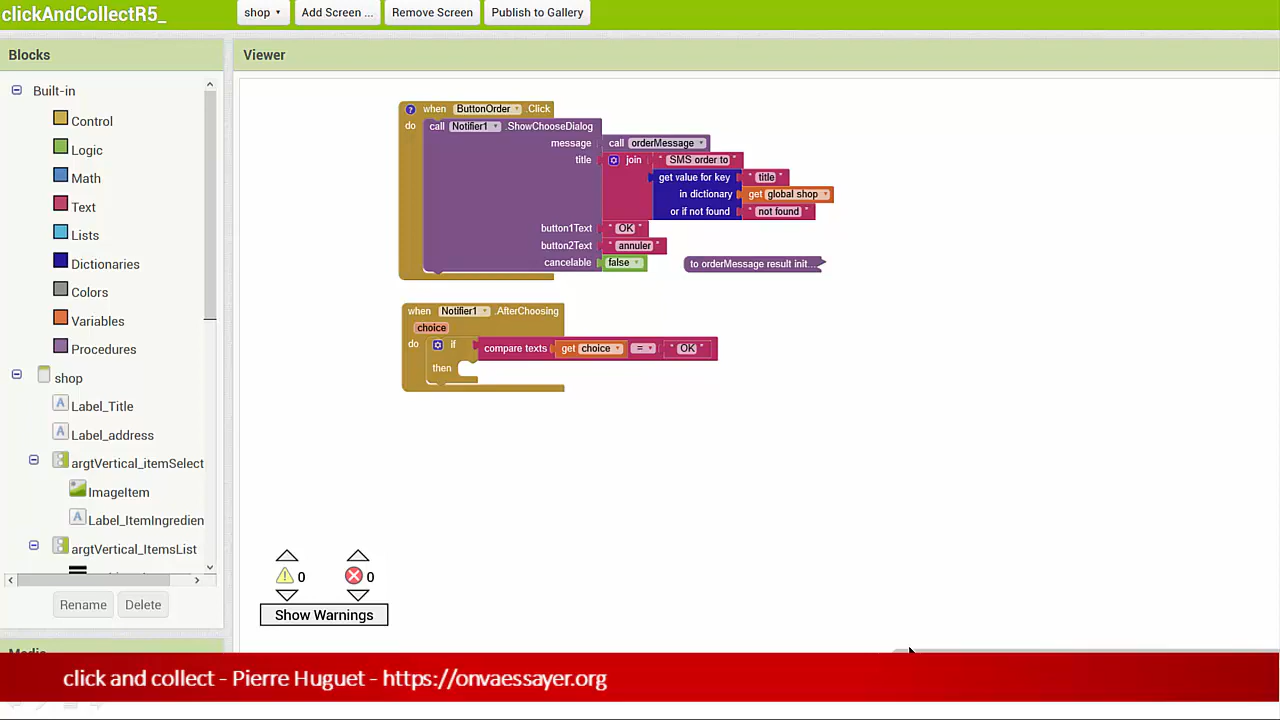 clickAndCollectR5_
shop
Add Screen ...
Remove Screen
Publish to Gallery
Blocks
Viewer
Built-in
Control
Logic
Math
Text
Lists
Dictionaries
Colors
Variables
Procedures
shop
Label_Title
Label_address
argtVertical_itemSelect
ImageItem
Label_ItemIngredien
argtVertical_ItemsList
Rename
Delete
when ButtonOrder .Click
do call Notifier1 .ShowChooseDialog
message call orderMessage
title join " SMS order to "
get value for key " title "
in dictionary get global shop
or if not found " not found "
button1Text " OK "
button2Text " annuler "
cancelable false
to orderMessage result init...
when Notifier1 .AfterChoosing
choice
do if compare texts get choice = " OK "
then
0
0
Show Warnings
click and collect - Pierre Huguet - https://onvaessayer.org